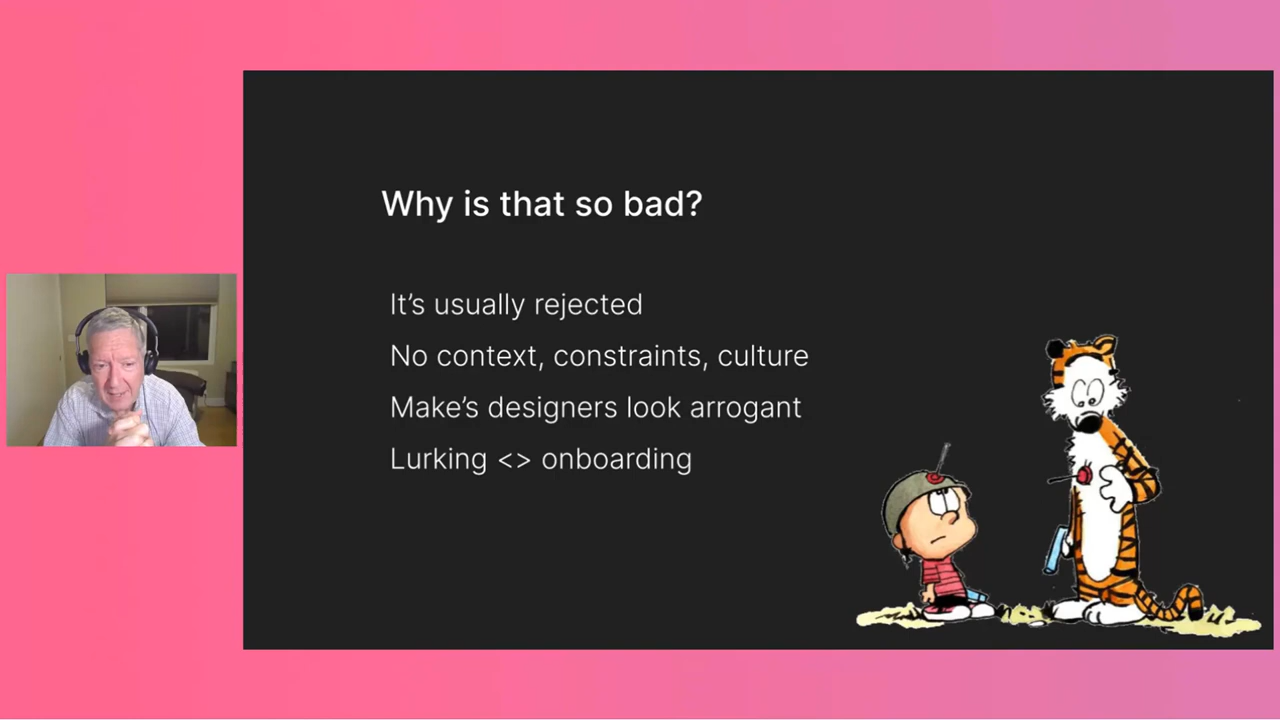 Why is that so bad?
It’s usually rejected
No context, constraints, culture
Make’s designers look arrogant
Lurking <> onboarding